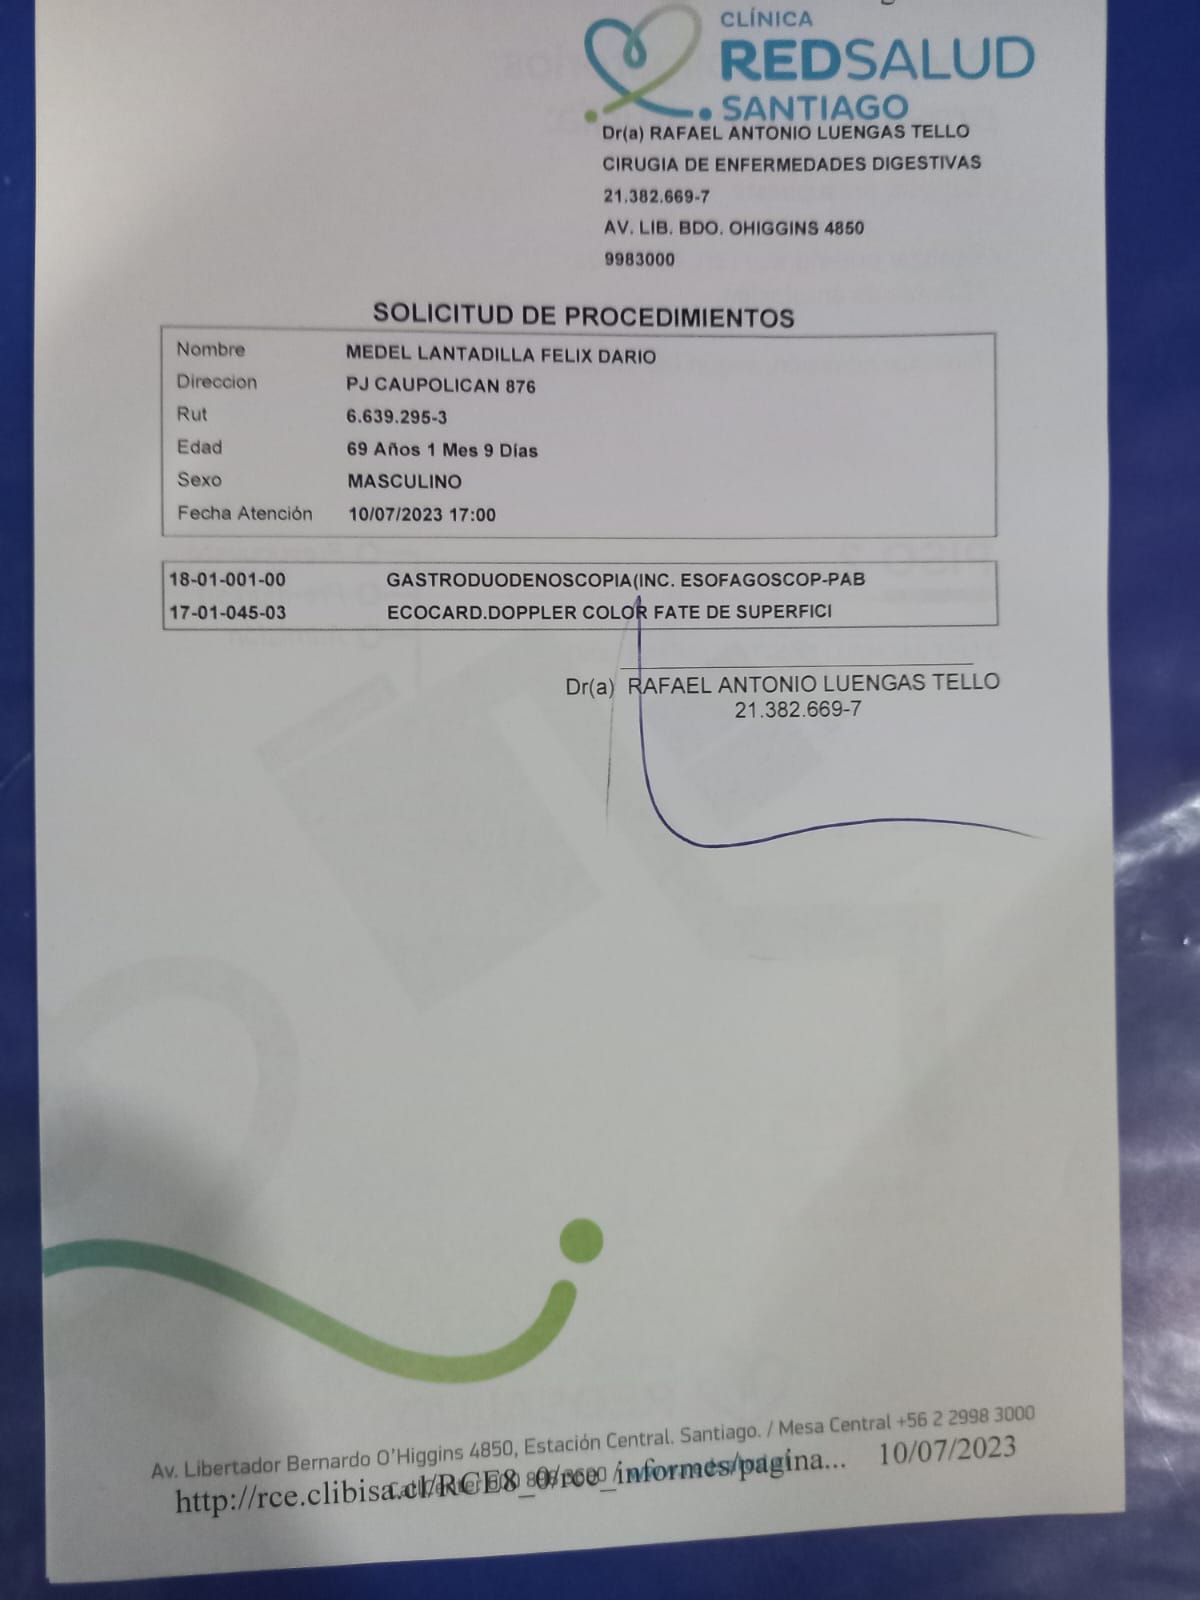 CLÍNICA
REDSALUD
SANTIAGO
Dr(a) RAFAEL ANTONIO LUENGAS TELLO
CIRUGIA DE ENFERMEDADES DIGESTIVAS
21.382.669-7
AV. LIB. BDO. OHIGGINS 4850
9983000
SOLICITUD DE PROCEDIMIENTOS
Nombre MEDEL LANTADILLA FELIX DARIO
Direccion PJ CAUPOLICAN 876
Rut 6.639.295-3
Edad 69 Años 1 Mes 9 Días
Sexo MASCULINO
Fecha Atención 10/07/2023 17:00
18-01-001-00 GASTRODUODENOSCOPIA(INC. ESOFAGOSCOP-PAB
17-01-045-03 ECOCARD.DOPPLER COLOR FATE DE SUPERFICI
Dr(a) RAFAEL ANTONIO LUENGAS TELLO
21.382.669-7
Av. Libertador Bernardo O'Higgins 4850, Estación Central. Santiago. / Mesa Central +56 2 2998 3000
http://rce.clibisa.cl/RCE8_0/rce_informes/pagina... 10/07/2023